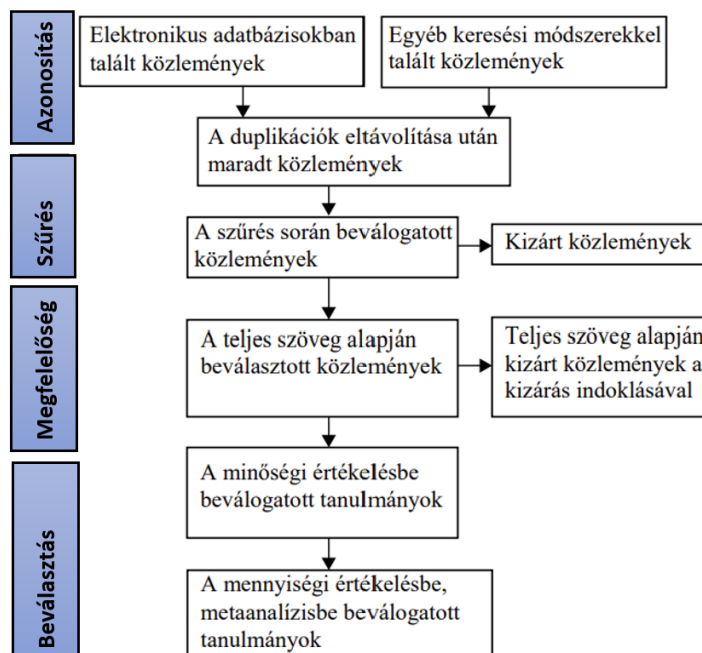 Azonosítás
Elektronikus adatbázisokban
talált közlemények
Egyéb keresési módszerekkel
talált közlemények
A duplikációk eltávolítása után
maradt közlemények
Szűrés
A szűrés során beválogatott
közlemények
Kizárt közlemények
Megfelelőség
A teljes szöveg alapján
beválasztott közlemények
Teljes szöveg alapján
kizárt közlemények a
kizárás indoklásával
Beválasztás
A minőségi értékelésbe
beválogatott tanulmányok
A mennyiségi értékelésbe,
metaanalízisbe beválogatott
tanulmányok